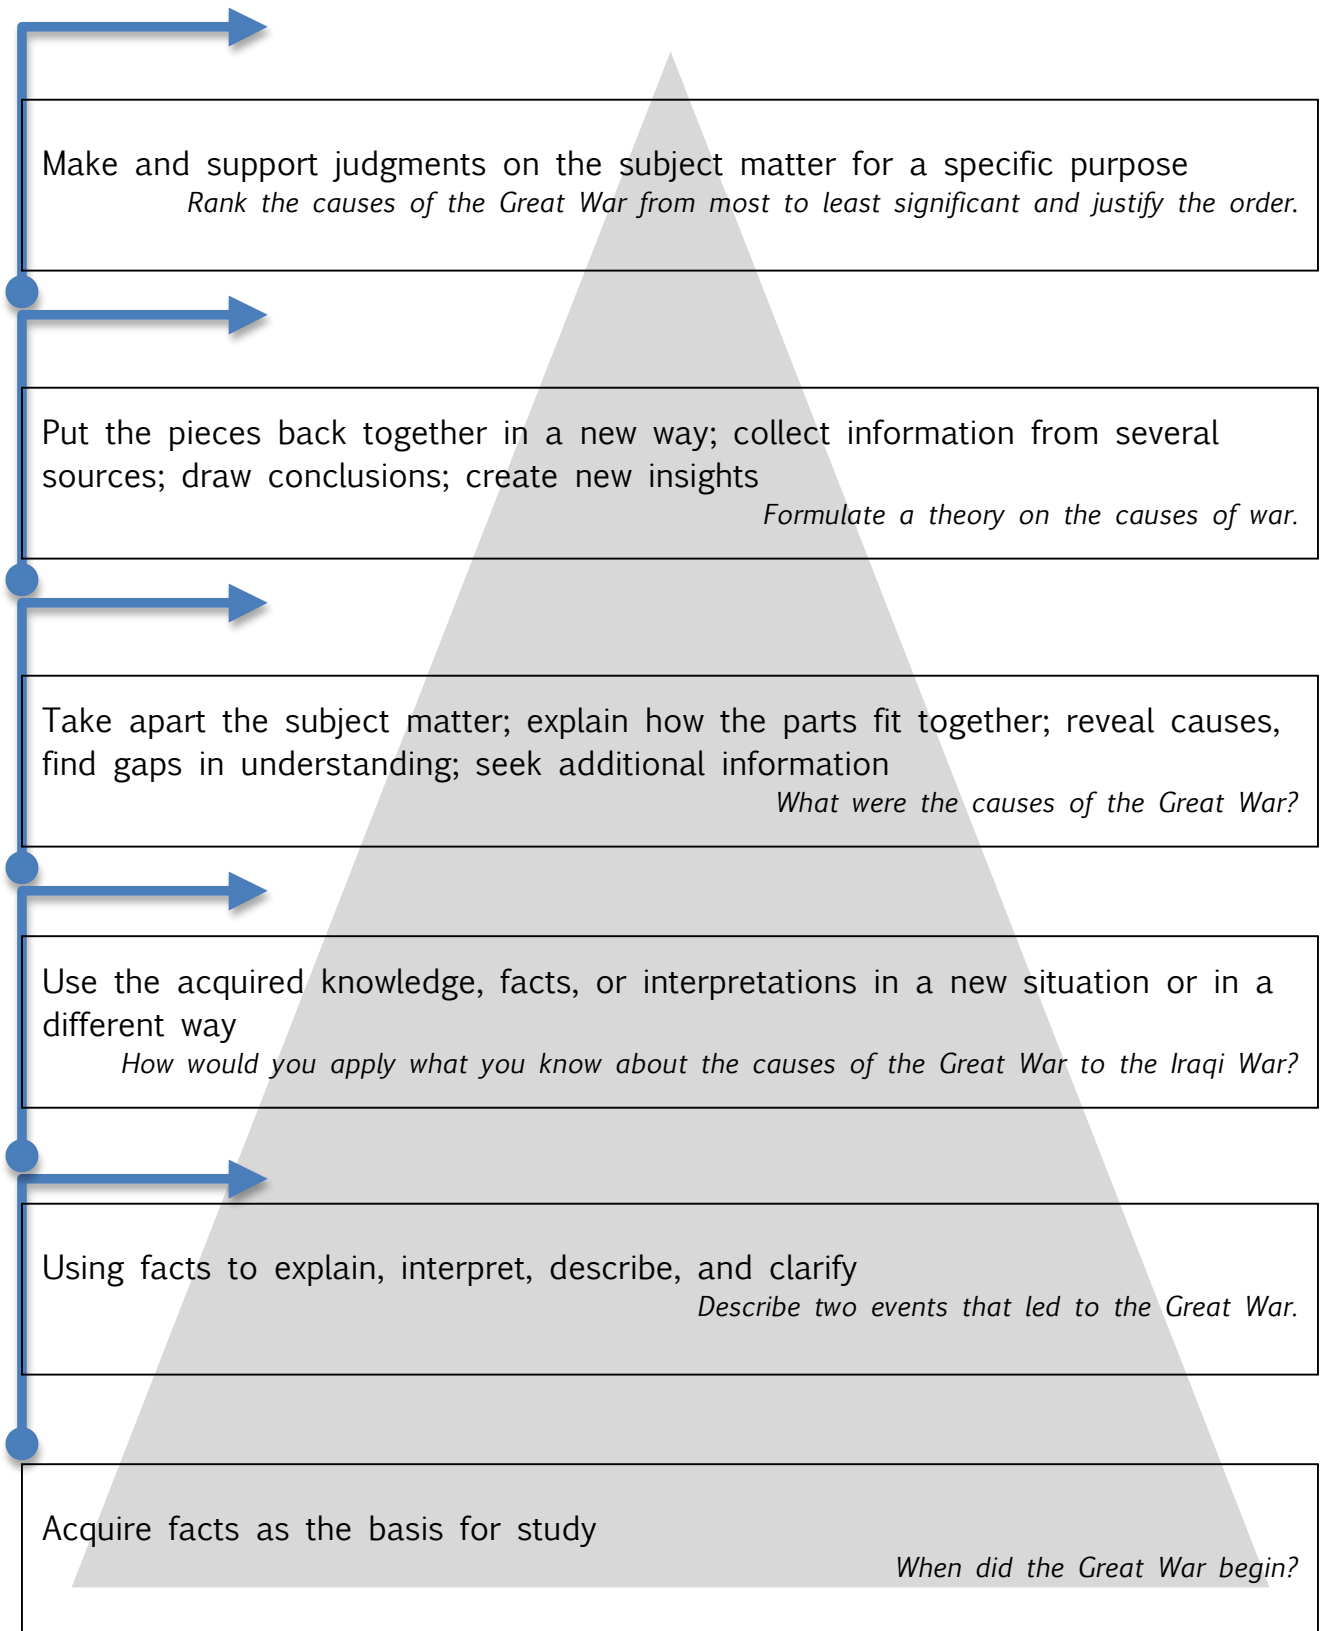 Make and support judgments on the subject matter for a specific purpose
Rank the causes of the Great War from most to least significant and justify the order.
Put the pieces back together in a new way; collect information from several
sources; draw conclusions; create new insights
Formulate a theory on the causes of war.
Take apart the subject matter; explain how the parts fit together; reveal causes,
find gaps in understanding; seek additional information
What were the causes of the Great War?
Use the acquired knowledge, facts, or interpretations in a new situation or in a
different way
How would you apply what you know about the causes of the Great War to the Iraqi War?
Using facts to explain, interpret, describe, and clarify
Describe two events that led to the Great War.
Acquire facts as the basis for study
When did the Great War begin?